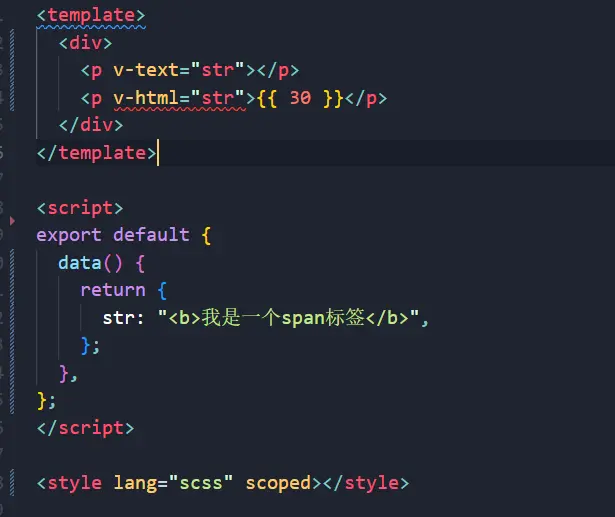 <template>
<div>
<p v-text="str"></p>
<p v-html="str">{{ 30 }}</p>
</div>
</template>
<script>
export default {
data() {
return {
str: "<b>我是一个span标签</b>",
};
},
};
</script>
<style lang="scss" scoped></style>